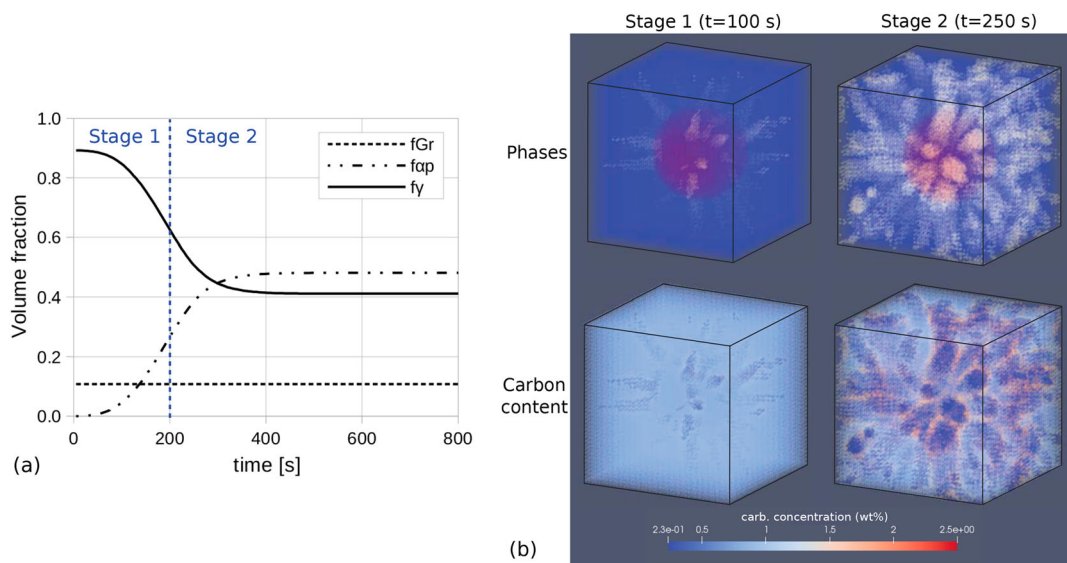 Stage 1 (t=100 s)
Stage 2 (t=250 s)
1.0
Stage 1
Stage 2
fGr
fαp
fγ
0.8
0.6
0.4
0.2
0.0
Volume fraction
0
200
400
600
800
time [s]
(a)
Phases
Carbon
content
carb. concentration (wt%)
2.3e-01
0.5
1
1.5
2
2.5e+00
(b)